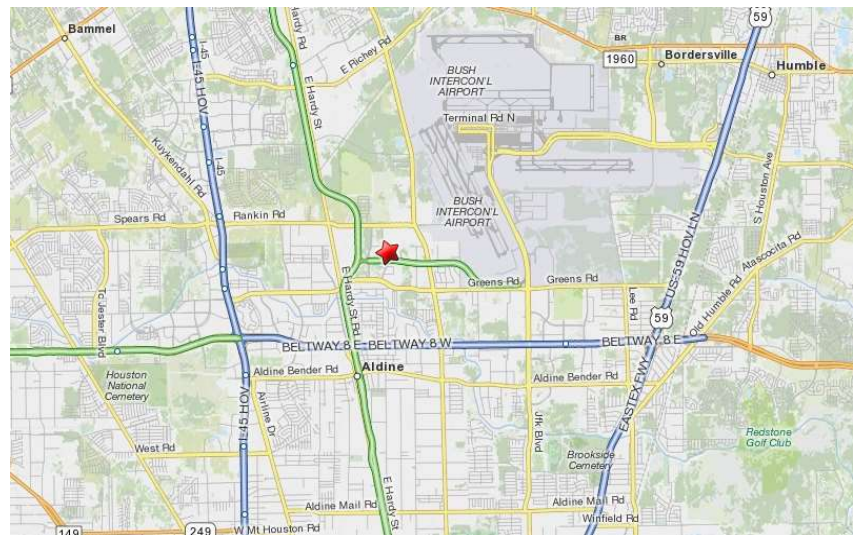 59
Bammel
I-45
I-45 HOV
Hardy Rd
E Richey Rd
E Hardy St
BR
1960
Bordersville
Humble
BUSH
INTERCON'L
AIRPORT
Terminal Rd N
Kuykendahl Rd
I-45
S Houston Ave
Spears Rd
Rankin Rd
BUSH
INTERCON'L
AIRPORT
US-59 HOV LN
Atascocita Rd
Tc Jester Blvd
E Hardy St Rd
Greens Rd
Greens Rd
Lee Rd
Old Humble Rd
59
BELTWAY 8 E-BELTWAY 8 W
BELTWAY 8 E
Houston
National
Cemetery
Aldine Bender Rd
Aldine
Aldine Bender Rd
EASTEX FWY
I-45 HOV
Airline Dr
Jfk Blvd
West Rd
Redstone
Golf Club
Brookside
Cemetery
E Hardy St
Aldine Mail Rd
Aldine Mail Rd
Winfield Rd
149
249
W Mt Houston Rd